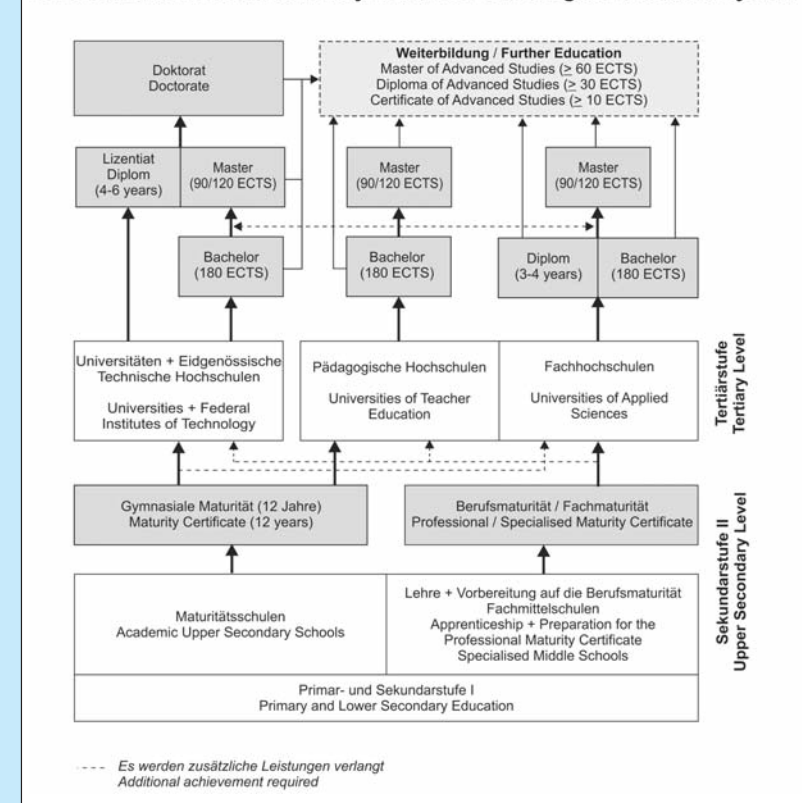 Doktorat
Doctorate
Weiterbildung / Further Education
Master of Advanced Studies (≥ 60 ECTS)
Diploma of Advanced Studies (≥ 30 ECTS)
Certificate of Advanced Studies (≥ 10 ECTS)
Lizentiat
Diplom
(4-6 years)
Master
(90/120 ECTS)
Master
(90/120 ECTS)
Master
(90/120 ECTS)
Bachelor
(180 ECTS)
Bachelor
(180 ECTS)
Diplom
(3-4 years)
Bachelor
(180 ECTS)
Universitäten + Eidgenössische
Technische Hochschulen
Universities + Federal
Institutes of Technology
Pädagogische Hochschulen
Universities of Teacher
Education
Fachhochschulen
Universities of Applied
Sciences
Tertiärstufe
Tertiary Level
Gymnasiale Maturität (12 Jahre)
Maturity Certificate (12 years)
Berufsmaturität / Fachmaturität
Professional / Specialised Maturity Certificate
Maturitätsschulen
Academic Upper Secondary Schools
Lehre + Vorbereitung auf die Berufsmaturität
Fachmittelschulen
Apprenticeship + Preparation for the
Professional Maturity Certificate
Specialised Middle Schools
Sekundarstufe II
Upper Secondary Level
Primar- und Sekundarstufe I
Primary and Lower Secondary Education
Es werden zusätzliche Leistungen verlangt
Additional achievement required